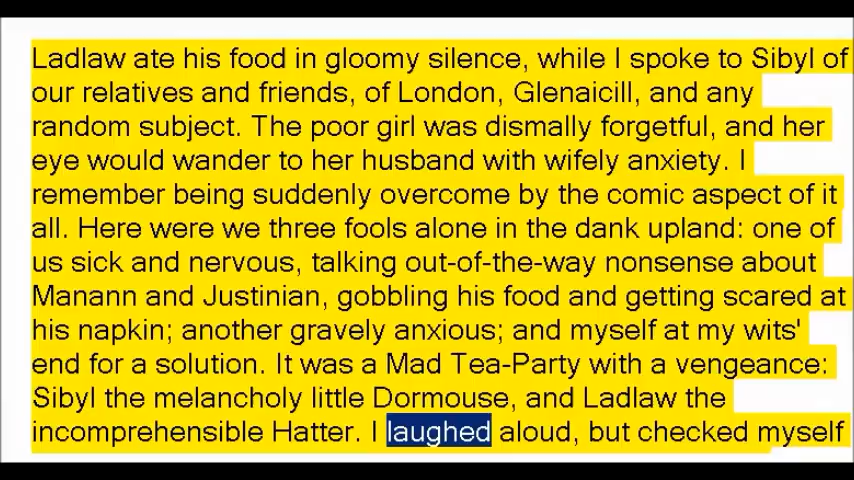 Ladlaw ate his food in gloomy silence, while I spoke to Sibyl of
our relatives and friends, of London, Glenaicill, and any
random subject. The poor girl was dismally forgetful, and her
eye would wander to her husband with wifely anxiety. I
remember being suddenly overcome by the comic aspect of it
all. Here were we three fools alone in the dank upland: one of
us sick and nervous, talking out-of-the-way nonsense about
Manann and Justinian, gobbling his food and getting scared at
his napkin; another gravely anxious; and myself at my wits'
end for a solution. It was a Mad Tea-Party with a vengeance:
Sibyl the melancholy little Dormouse, and Ladlaw the
incomprehensible Hatter. I laughed aloud, but checked myself